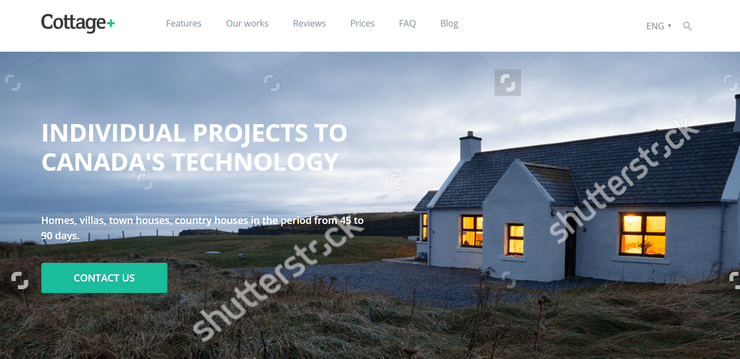 Cottage+
Features Our works Reviews Prices FAQ Blog
ENG
INDIVIDUAL PROJECTS TO
CANADA'S TECHNOLOGY
Homes, villas, town houses, country houses in the period from 45 to
90 days.
CONTACT US
shutterstock
shutterstock